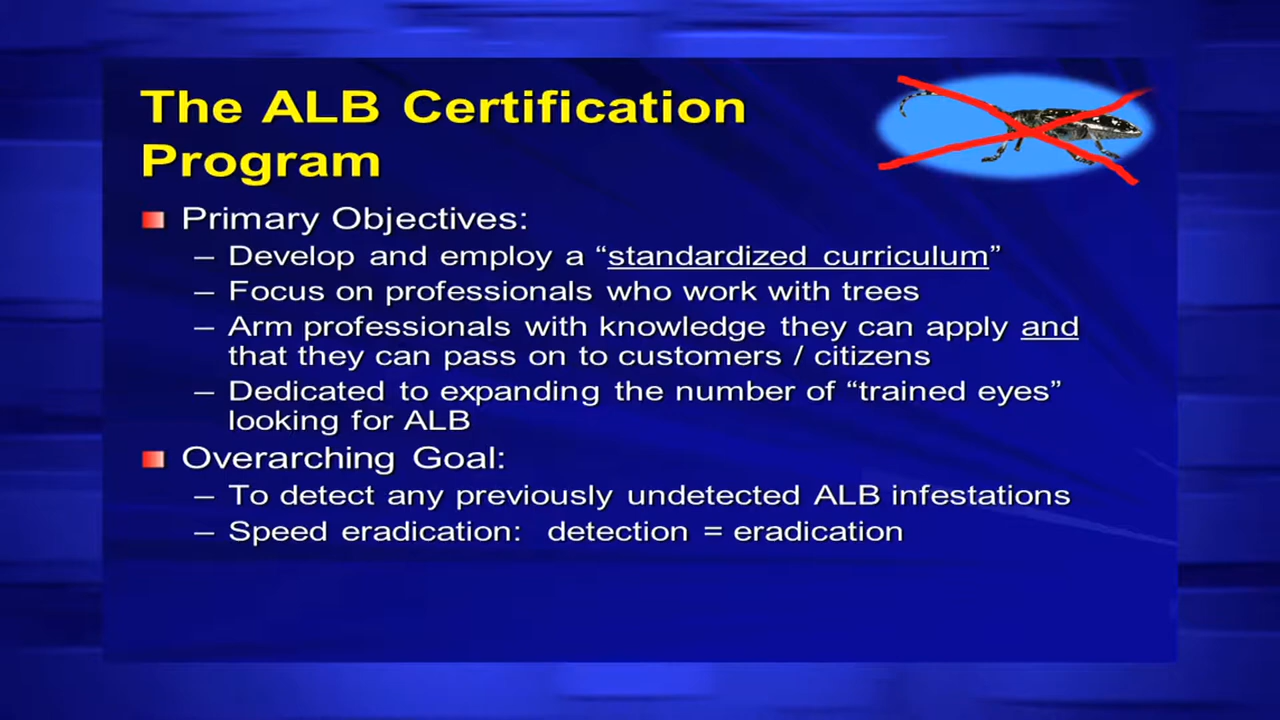 The ALB Certification
Program
Primary Objectives:
– Develop and employ a “standardized curriculum”
– Focus on professionals who work with trees
– Arm professionals with knowledge they can apply and
that they can pass on to customers / citizens
– Dedicated to expanding the number of “trained eyes”
looking for ALB
Overarching Goal:
– To detect any previously undetected ALB infestations
– Speed eradication: detection = eradication